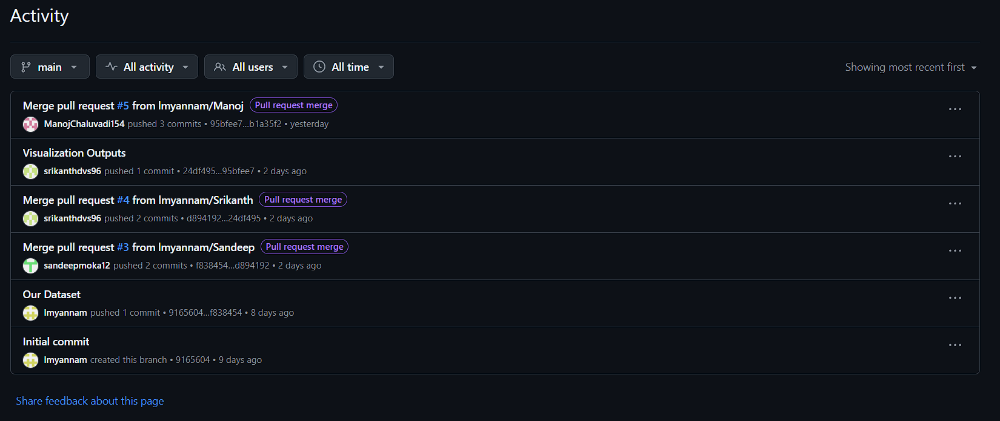 Activity
main All activity All users All time Showing most recent first
Merge pull request #5 from lmyannam/Manoj Pull request merge
ManojChaluvadi154 pushed 3 commits • 95bfee7...b1a35f2 • yesterday
Visualization Outputs
srikanthdvs96 pushed 1 commit • 24df495...95bfee7 • 2 days ago
Merge pull request #4 from lmyannam/Srikanth Pull request merge
srikanthdvs96 pushed 2 commits • d894192...24df495 • 2 days ago
Merge pull request #3 from lmyannam/Sandeep Pull request merge
sandeepmoka12 pushed 2 commits • f838454...d894192 • 2 days ago
Our Dataset
lmyannam pushed 1 commit • 9165604...f838454 • 8 days ago
Initial commit
lmyannam created this branch • 9165604 • 9 days ago
Share feedback about this page